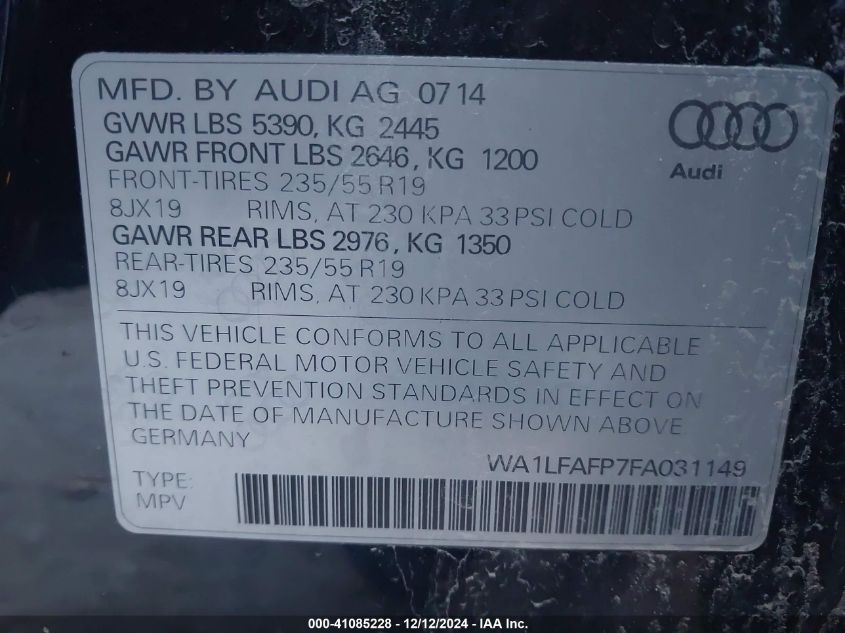 MFD. BY AUDI AG 0714
GVWR LBS 5390, KG 2445
GAWR FRONT LBS 2646, KG 1200
FRONT-TIRES 235/55 R19
8JX19 RIMS, AT 230 KPA 33 PSI COLD
GAWR REAR LBS 2976, KG 1350
REAR-TIRES 235/55 R19
8JX19 RIMS, AT 230 KPA 33 PSI COLD
Audi
THIS VEHICLE CONFORMS TO ALL APPLICABLE
U.S. FEDERAL MOTOR VEHICLE SAFETY AND
THEFT PREVENTION STANDARDS IN EFFECT ON
THE DATE OF MANUFACTURE SHOWN ABOVE
GERMANY
WA1LFAFP7FA031149
TYPE:
MPV
000-41085228 - 12/12/2024 - IAAI.com